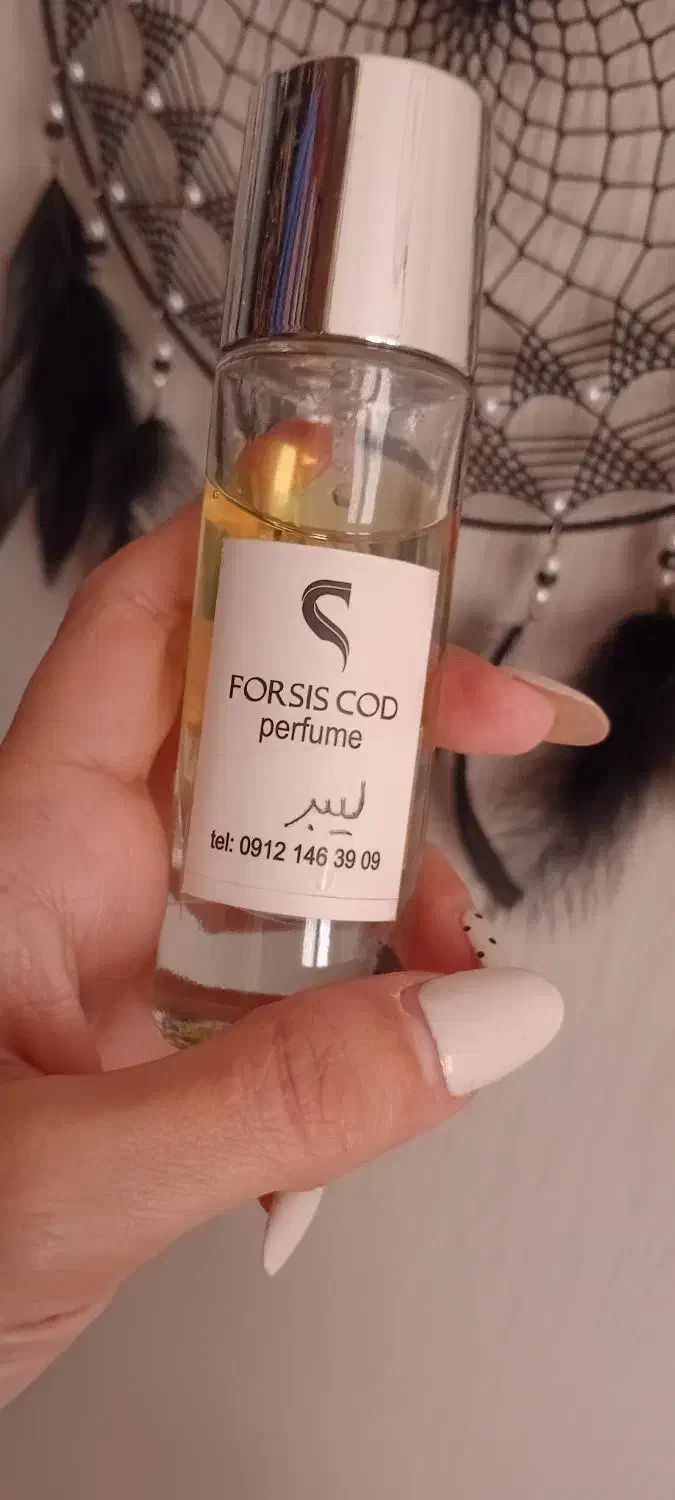 FORSIS COD
perfume
لیبر
tel: 0912 146 39 09